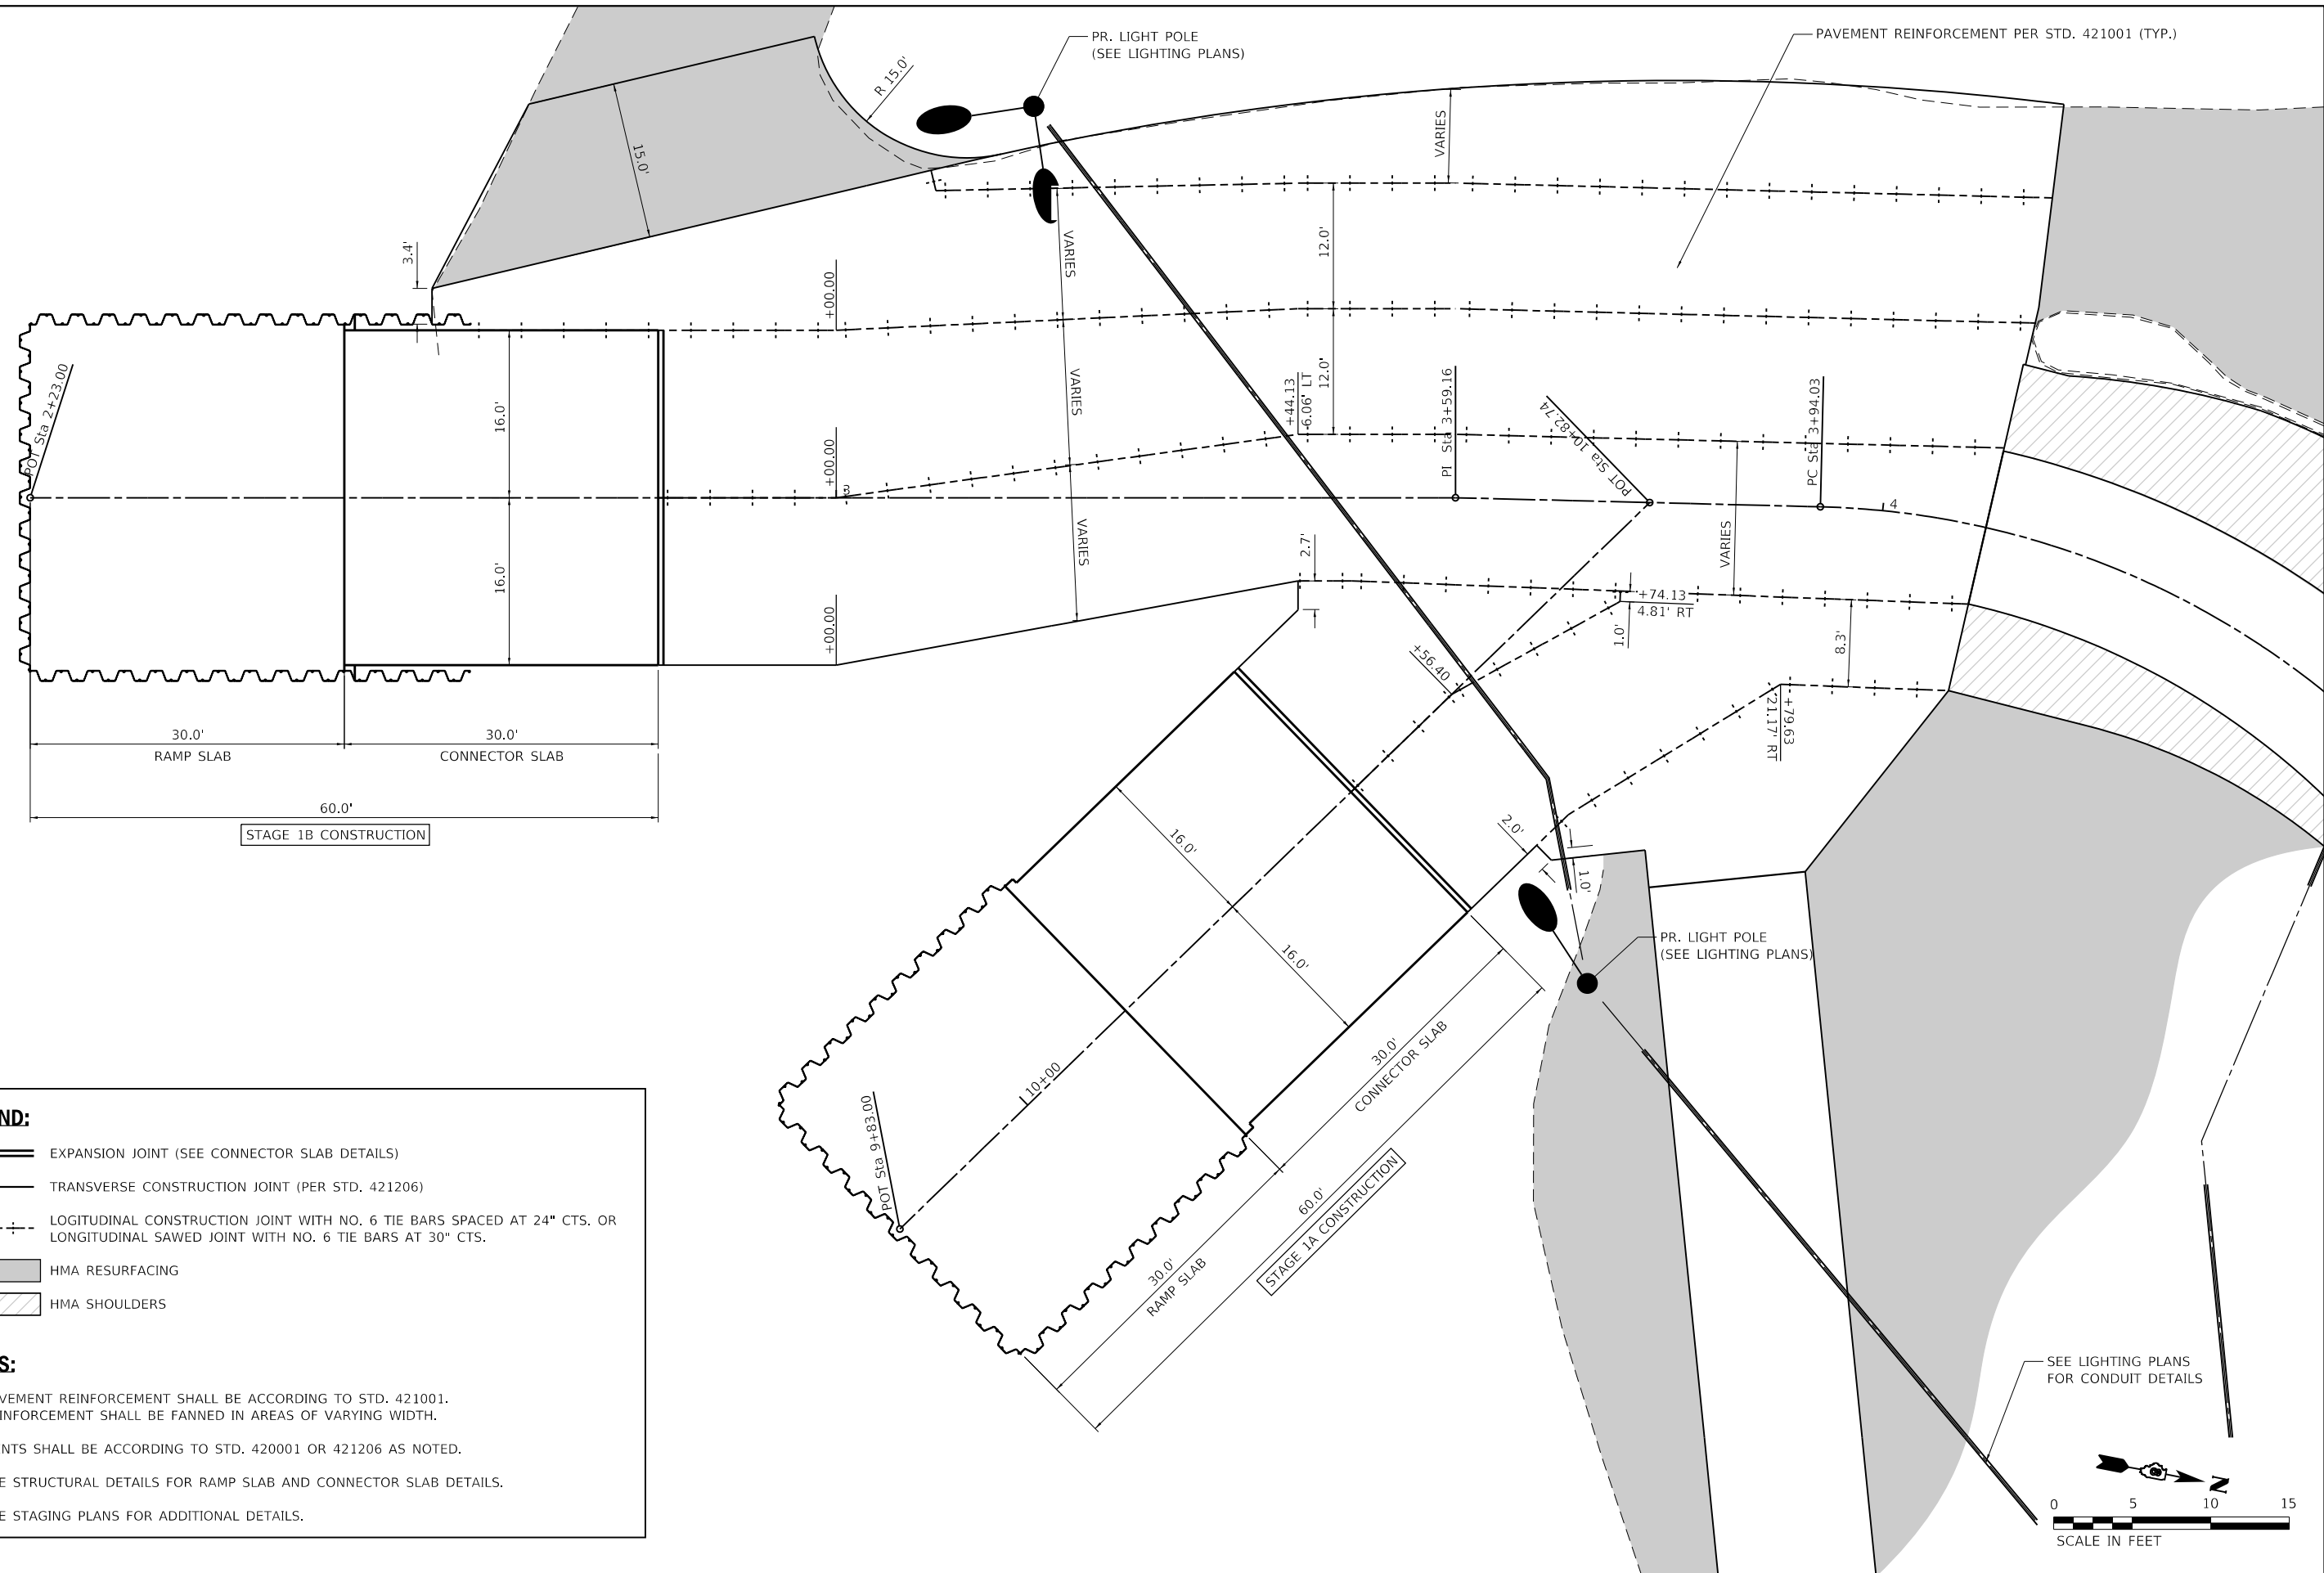 PR. LIGHT POLE
(SEE LIGHTING PLANS)
PAVEMENT REINFORCEMENT PER STD. 421001 (TYP.)
R 15.0'
15.0'
VARIES
3.4'
VARIES
12.0'
+00.00
POT Sta 2+23.00
16.0'
VARIES
+44.13
6.06' LT
12.0'
PI Sta 3+59.16
POT Sta 10+82.74
PC Sta 3+94.03
+00.00
3
4
16.0'
VARIES
2.7'
VARIES
+74.13
4.81' RT
1.0'
8.3'
+00.00
+56.40
+79.63
21.17' RT
30.0'
RAMP SLAB
30.0'
CONNECTOR SLAB
60.0'
STAGE 1B CONSTRUCTION
16.0'
2.0'
1.0'
16.0'
PR. LIGHT POLE
(SEE LIGHTING PLANS)
30.0'
CONNECTOR SLAB
10+00
POT Sta 9+83.00
60.0'
STAGE 1A CONSTRUCTION
30.0'
RAMP SLAB
ND:
EXPANSION JOINT (SEE CONNECTOR SLAB DETAILS)
TRANSVERSE CONSTRUCTION JOINT (PER STD. 421206)
LOGITUDINAL CONSTRUCTION JOINT WITH NO. 6 TIE BARS SPACED AT 24" CTS. OR
LONGITUDINAL SAWED JOINT WITH NO. 6 TIE BARS AT 30" CTS.
HMA RESURFACING
HMA SHOULDERS
S:
VEMENT REINFORCEMENT SHALL BE ACCORDING TO STD. 421001.
INFORCEMENT SHALL BE FANNED IN AREAS OF VARYING WIDTH.
NTS SHALL BE ACCORDING TO STD. 420001 OR 421206 AS NOTED.
E STRUCTURAL DETAILS FOR RAMP SLAB AND CONNECTOR SLAB DETAILS.
E STAGING PLANS FOR ADDITIONAL DETAILS.
SEE LIGHTING PLANS
FOR CONDUIT DETAILS
N
0 5 10 15
SCALE IN FEET